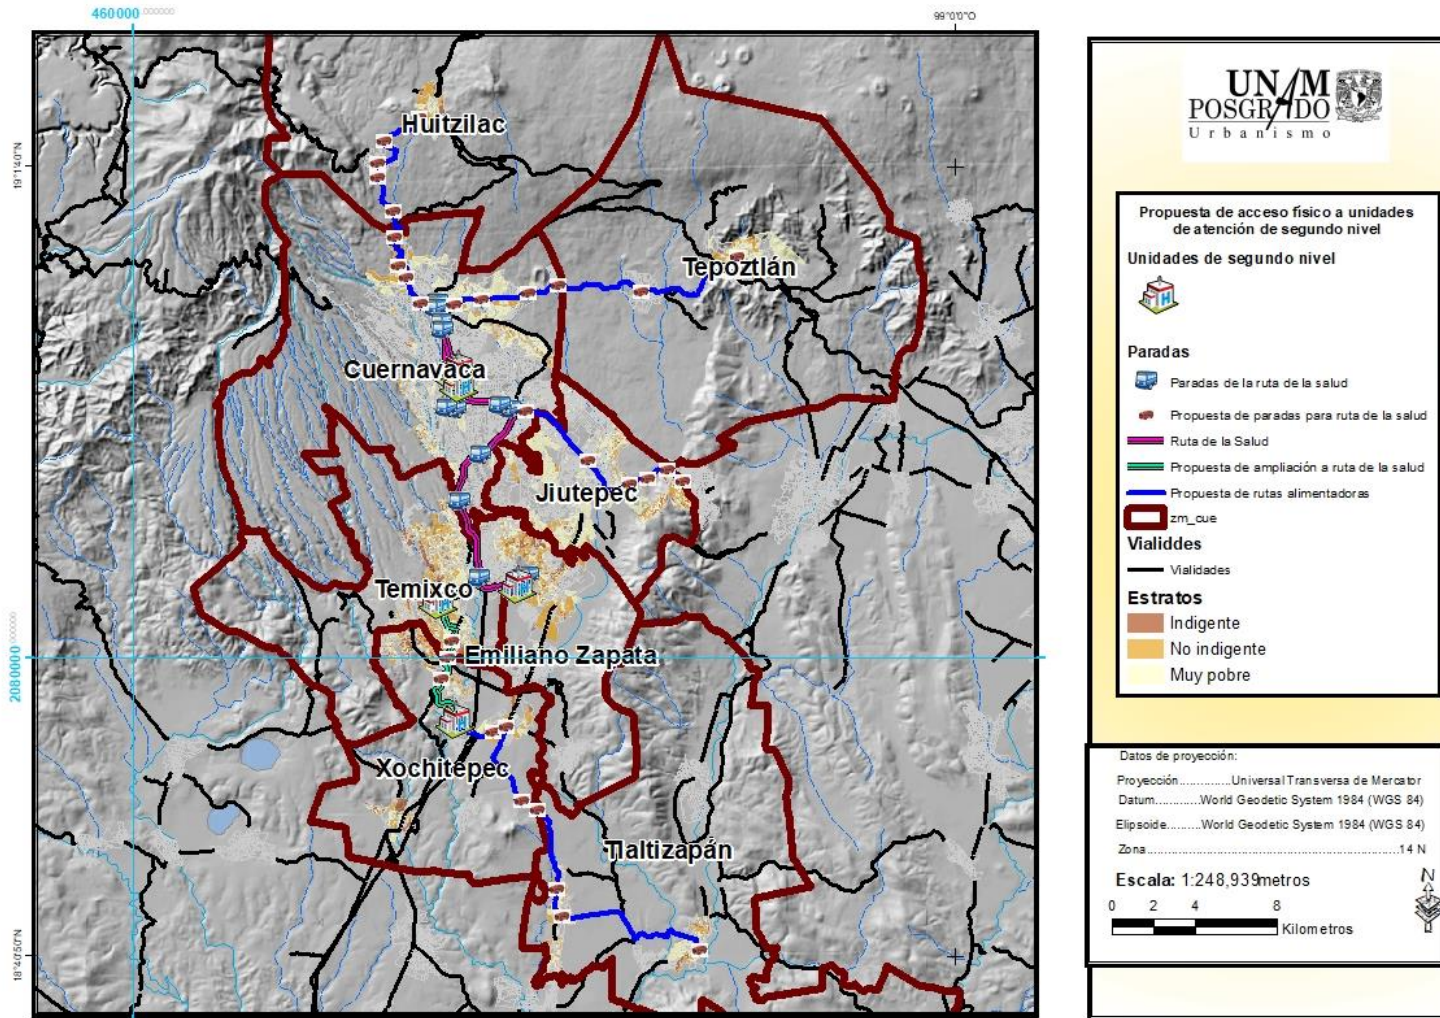 460000.000000
99°0'0"O
19°1'40"N
2080000.000000
18°40'50"N
Huitzilac
Tepoztlán
Cuernavaca
Jiutepec
Temixco
Emiliano Zapata
Xochitepec
Tlaltizapán
UNAM
POSGRADO
Urbanismo
Propuesta de acceso físico a unidades
de atención de segundo nivel
Unidades de segundo nivel
Paradas
Paradas de la ruta de la salud
Propuesta de paradas para ruta de la salud
Ruta de la Salud
Propuesta de ampliación a ruta de la salud
Propuesta de rutas alimentadoras
zm_cue
Vialiddes
Vialidades
Estratos
Indigente
No indigente
Muy pobre
Datos de proyección:
Proyección.............Universal Transversa de Mercator
Datum...........World Geodetic System 1984 (WGS 84)
Elipsoide.........World Geodetic System 1984 (WGS 84)
Zona...............................................................14 N
Escala: 1:248,939metros
0 2 4 8
Kilometros
N